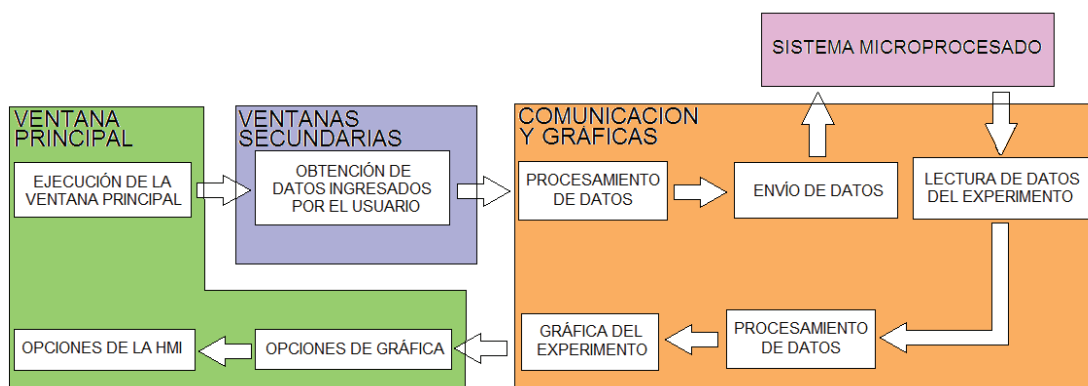 SISTEMA MICROPROCESADO
VENTANA
PRINCIPAL
VENTANAS
SECUNDARIAS
COMUNICACION
Y GRÁFICAS
EJECUCIÓN DE LA
VENTANA PRINCIPAL
OBTENCIÓN DE
DATOS INGRESADOS
POR EL USUARIO
PROCESAMIENTO
DE DATOS
ENVÍO DE DATOS
LECTURA DE DATOS
DEL EXPERIMENTO
OPCIONES DE LA HMI
OPCIONES DE GRÁFICA
GRÁFICA DEL
EXPERIMENTO
PROCESAMIENTO
DE DATOS